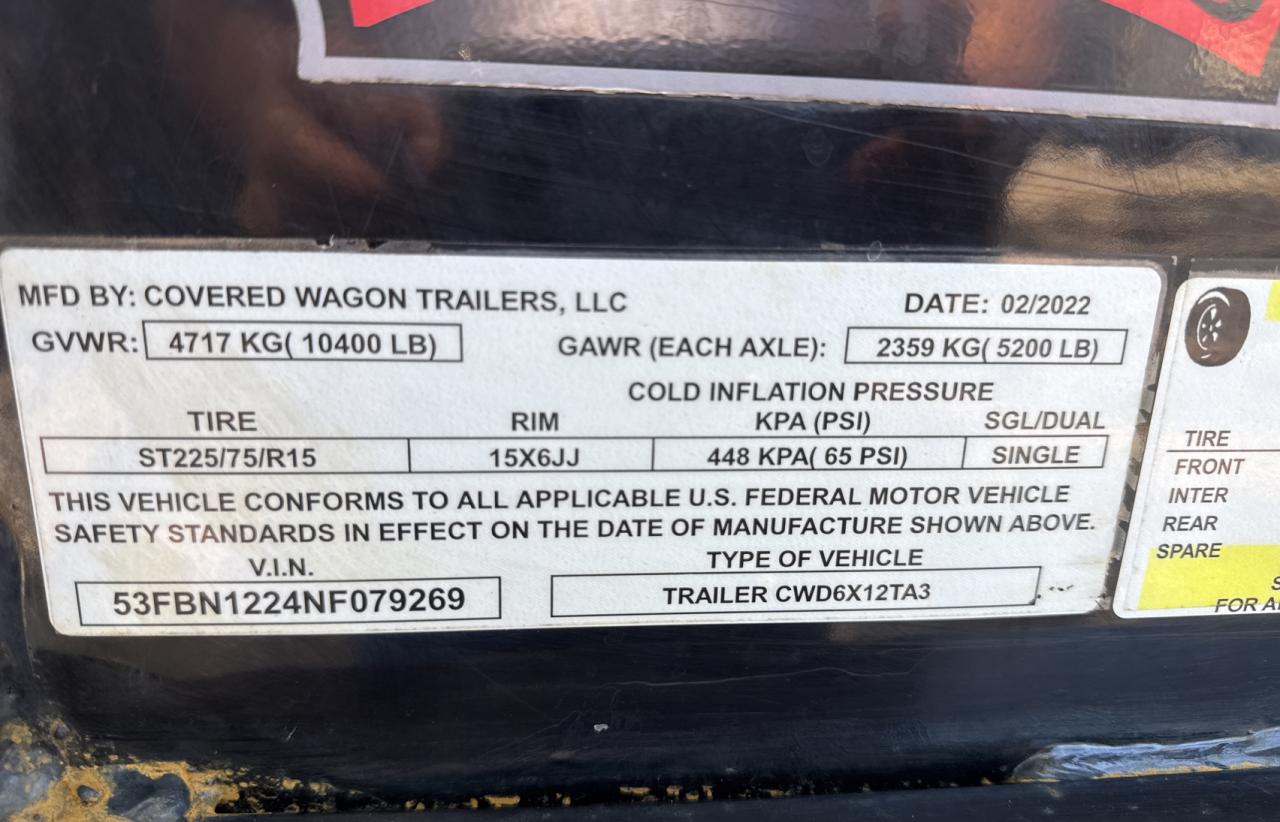 MFD BY: COVERED WAGON TRAILERS, LLC DATE: 02/2022
GVWR: 4717 KG( 10400 LB) GAWR (EACH AXLE): 2359 KG( 5200 LB)
COLD INFLATION PRESSURE
TIRE RIM KPA (PSI) SGL/DUAL
ST225/75/R15 15X6JJ 448 KPA( 65 PSI) SINGLE
THIS VEHICLE CONFORMS TO ALL APPLICABLE U.S. FEDERAL MOTOR VEHICLE
SAFETY STANDARDS IN EFFECT ON THE DATE OF MANUFACTURE SHOWN ABOVE.
V.I.N. TYPE OF VEHICLE
53FBN1224NF079269 TRAILER CWD6X12TA3
TIRE
FRONT
INTER
REAR
SPARE
FOR